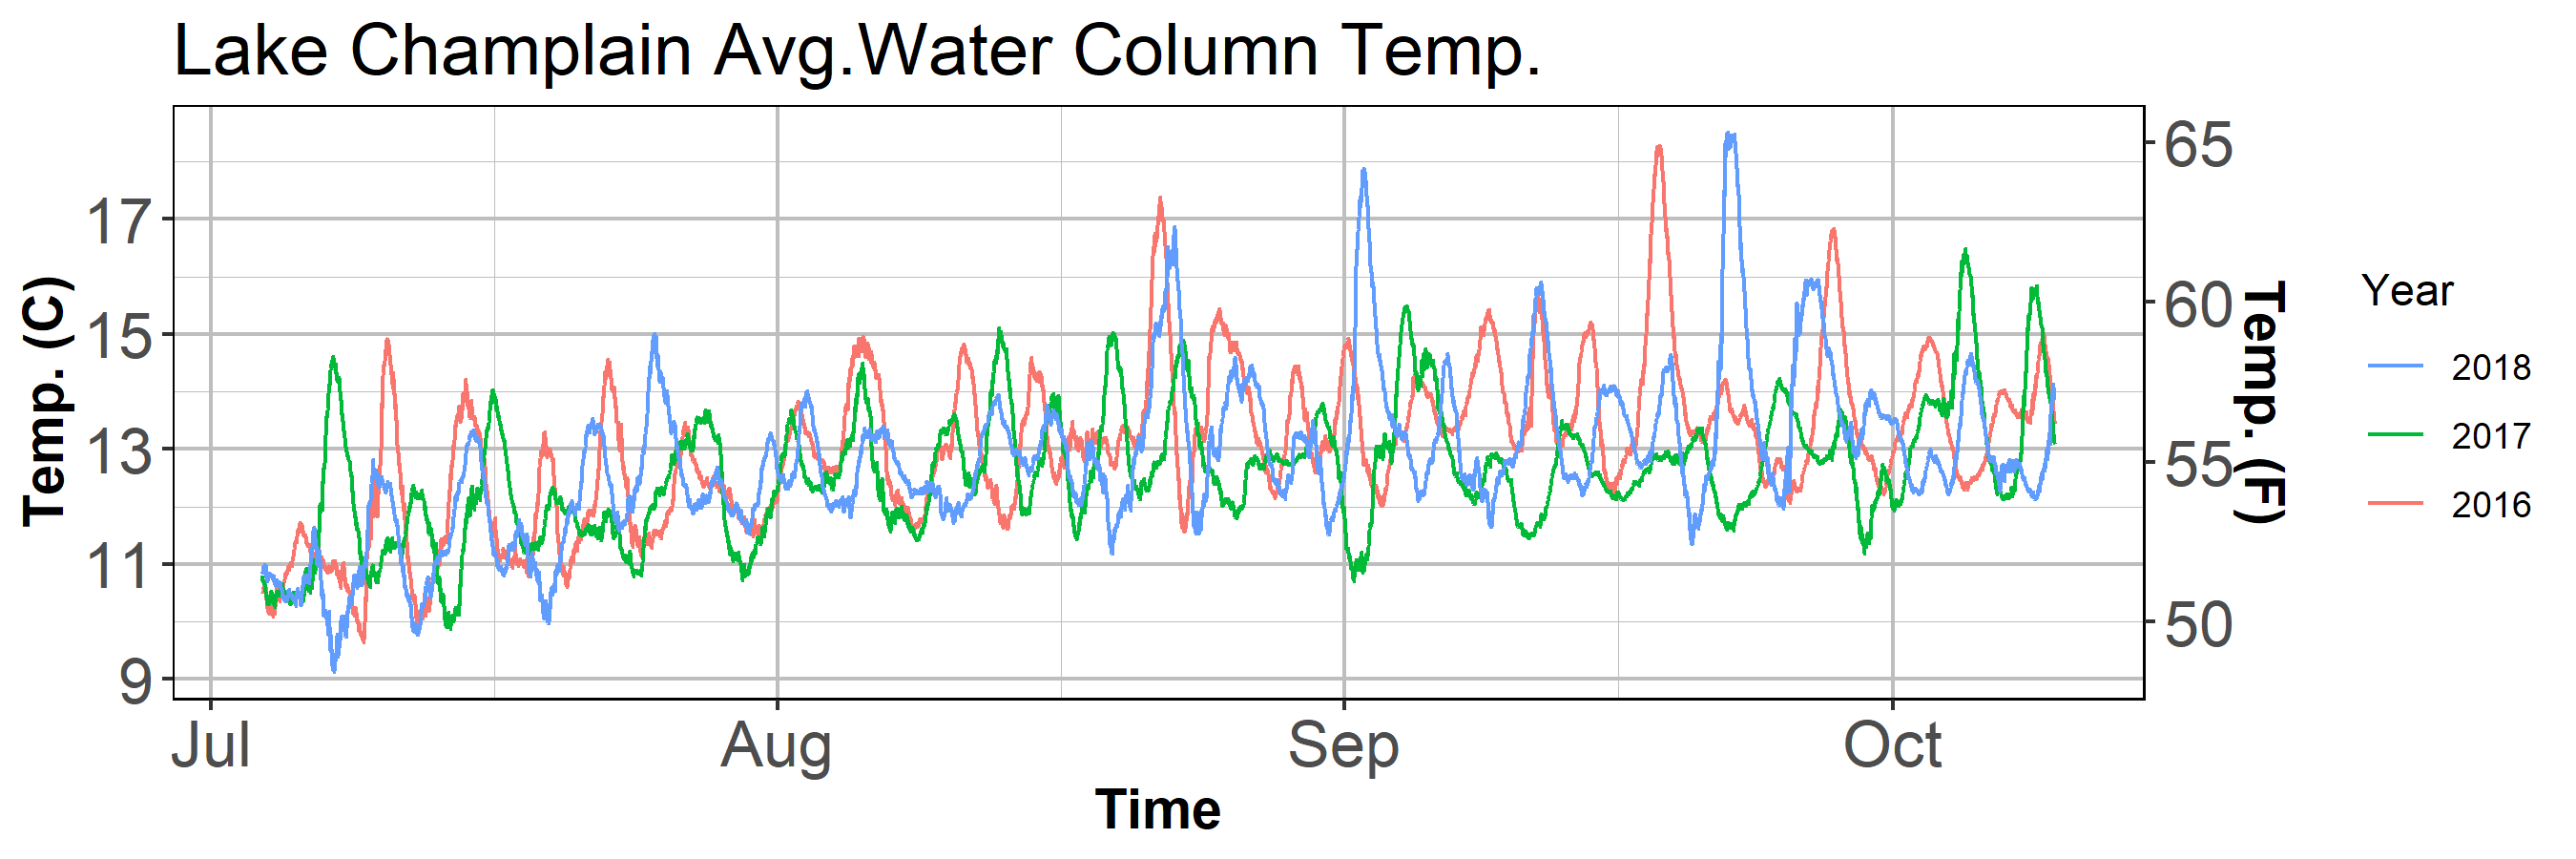 Lake Champlain Avg.Water Column Temp.
Temp. (C)
17
15
13
11
9
65
60
55
50
Temp. (F)
Jul Aug Sep Oct
Time
Year
2018
2017
2016